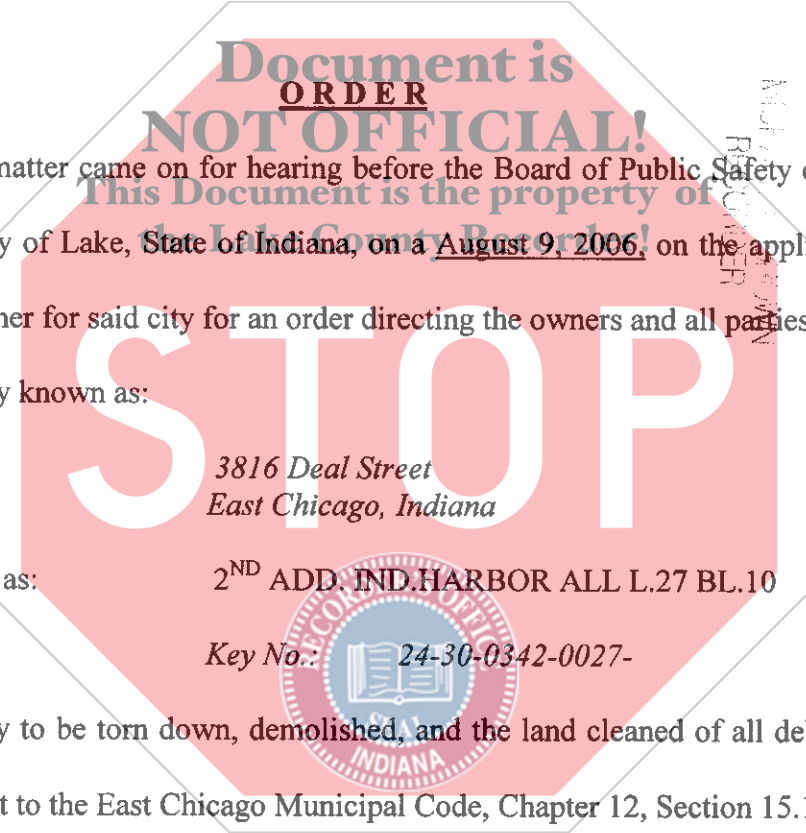 Document is
ORDER
NOT OFFICIAL!
matter came on for hearing before the Board of Public Safety
This Document is the property of
the Lake County Recorder!
y of Lake, State of Indiana, on a August 9, 2006, on the appli
ner for said city for an order directing the owners and all parties
y known as:
STOP
3816 Deal Street
East Chicago, Indiana
as: 2ND ADD. IND.HARBOR ALL L.27 BL.10
Key No.: 24-30-0342-0027-
RECORDER OFFICE
SEAL
INDIANA
y to be torn down, demolished, and the land cleaned of all de
t to the East Chicago Municipal Code, Chapter 12, Section 15.
RECORDER